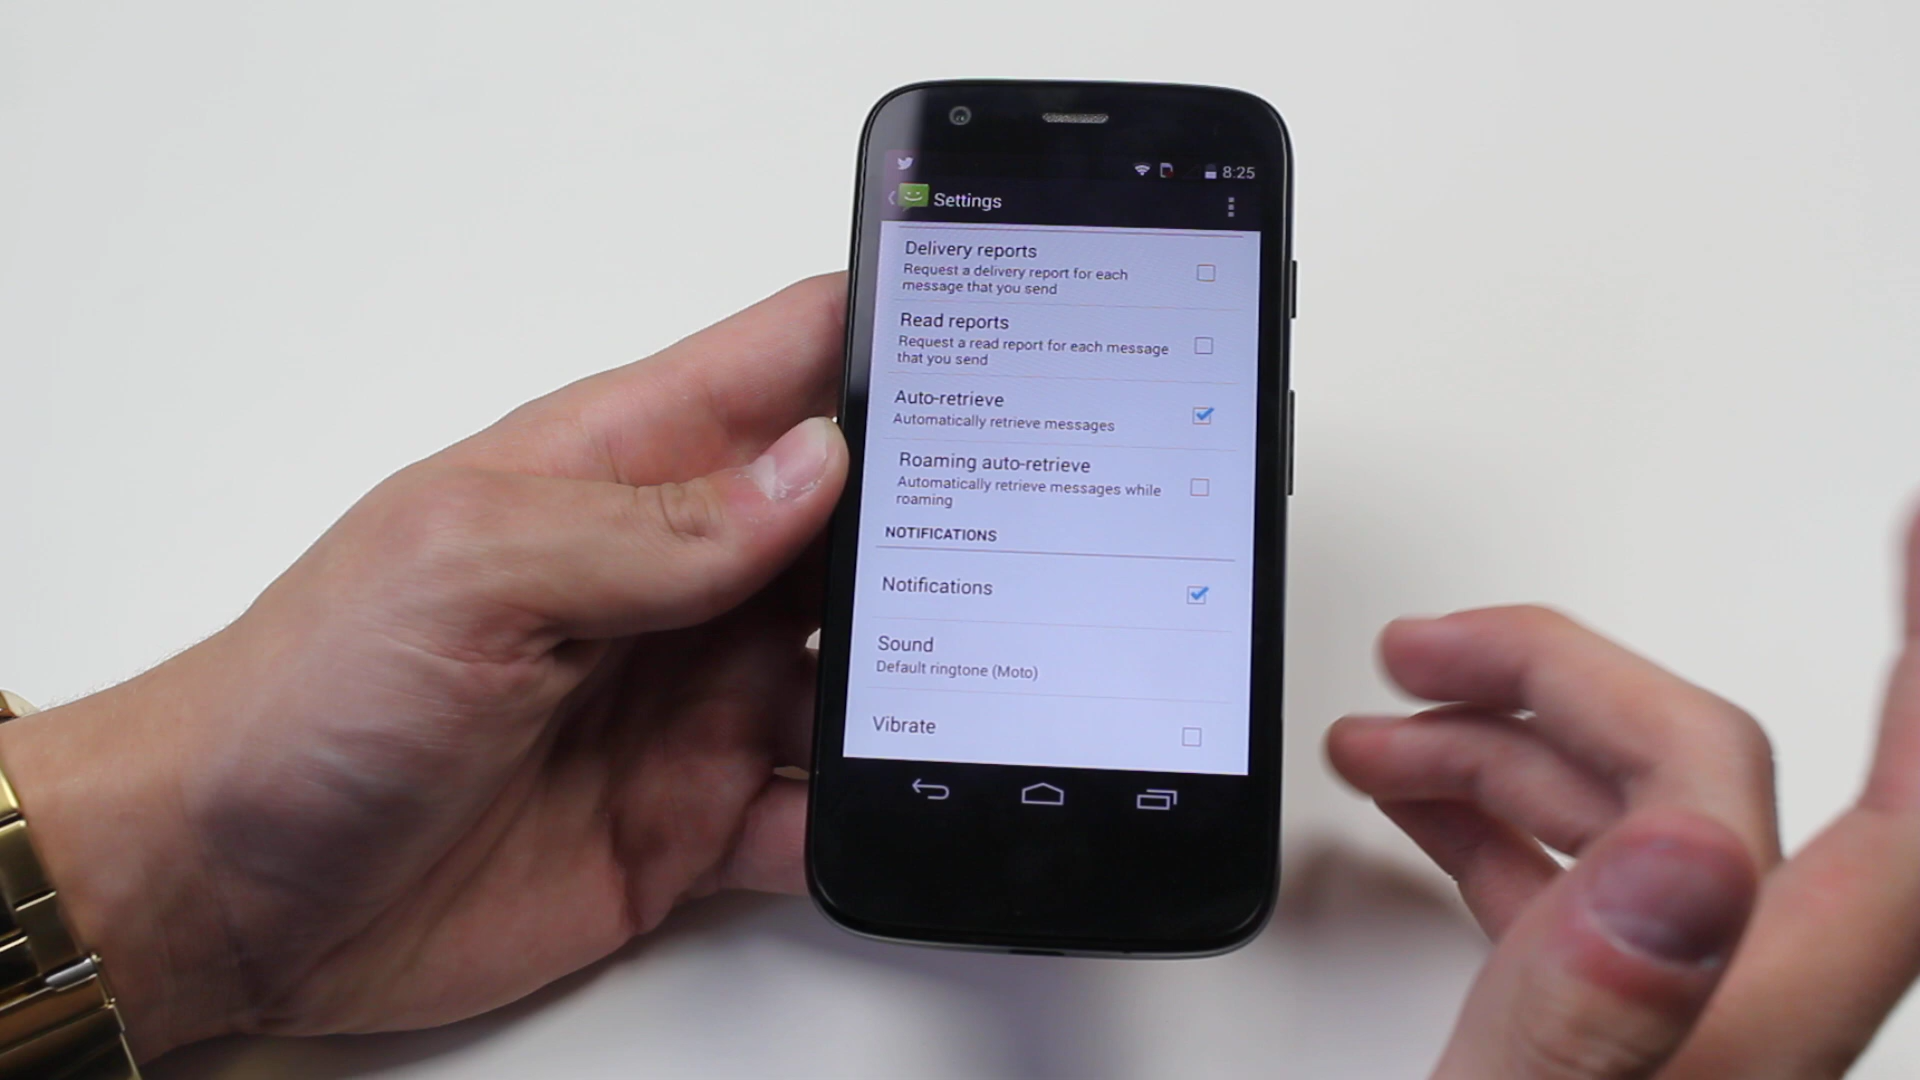 8:25
Settings
Delivery reports
Request a delivery report for each
message that you send
Read reports
Request a read report for each message
that you send
Auto-retrieve
Automatically retrieve messages
Roaming auto-retrieve
Automatically retrieve messages while
roaming
NOTIFICATIONS
Notifications
Sound
Default ringtone (Moto)
Vibrate